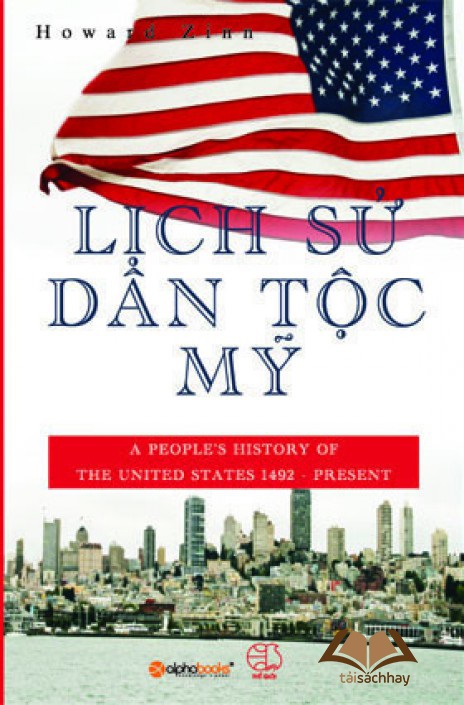 Howard Zinn
LỊCH SỬ
DÂN TỘC
MỸ
A PEOPLE'S HISTORY OF
THE UNITED STATES 1492 - PRESENT
alphabooks
tàisáchhay